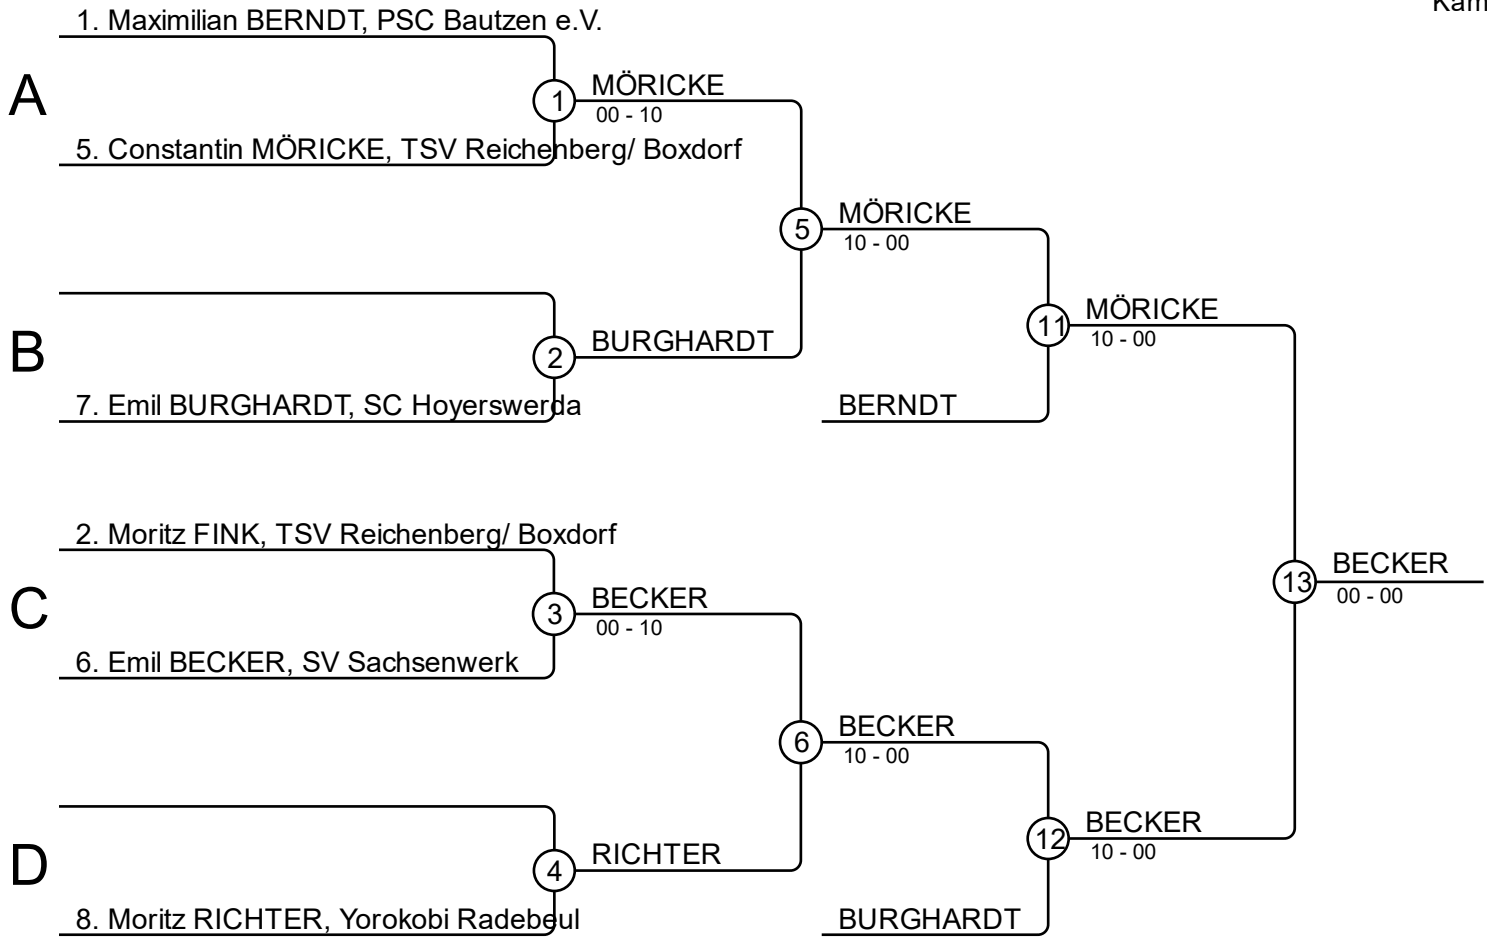 Kam
1. Maximilian BERNDT, PSC Bautzen e.V.
A
1
MÖRICKE
00 - 10
5. Constantin MÖRICKE, TSV Reichenberg/ Boxdorf
5
MÖRICKE
10 - 00
11
MÖRICKE
10 - 00
B
2
BURGHARDT
7. Emil BURGHARDT, SC Hoyerswerda
BERNDT
2. Moritz FINK, TSV Reichenberg/ Boxdorf
13
BECKER
00 - 00
C
3
BECKER
00 - 10
6. Emil BECKER, SV Sachsenwerk
6
BECKER
10 - 00
12
BECKER
10 - 00
D
4
RICHTER
8. Moritz RICHTER, Yorokobi Radebeul
BURGHARDT